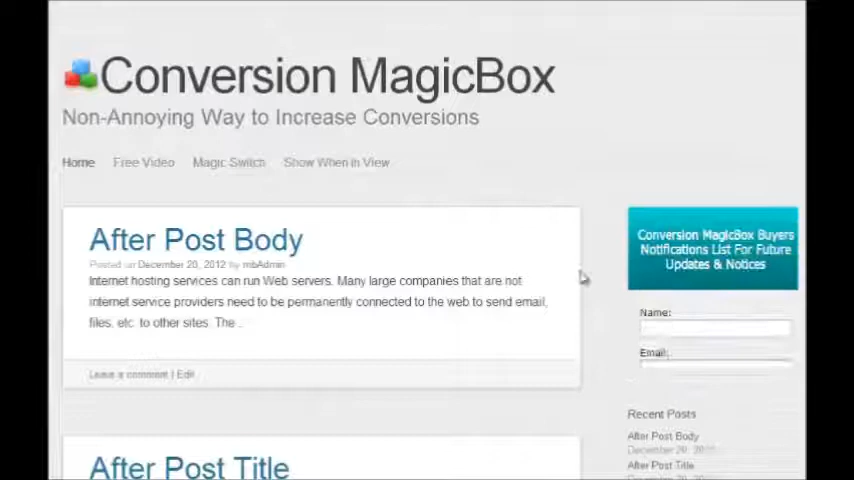 Conversion MagicBox
Non-Annoying Way to Increase Conversions
Home Free Video Magic Switch Show When in View
After Post Body
Posted on December 20, 2012 by mbAdmin
Internet hosting services can run Web servers. Many large companies that are not
internet service providers need to be permanently connected to the web to send email,
files, etc. to other sites. The ..
Leave a comment | Edit
After Post Title
Conversion MagicBox Buyers
Notifications List For Future
Updates & Notices
Name:
Email:
Recent Posts
After Post Body
December 20, 
After Post Title